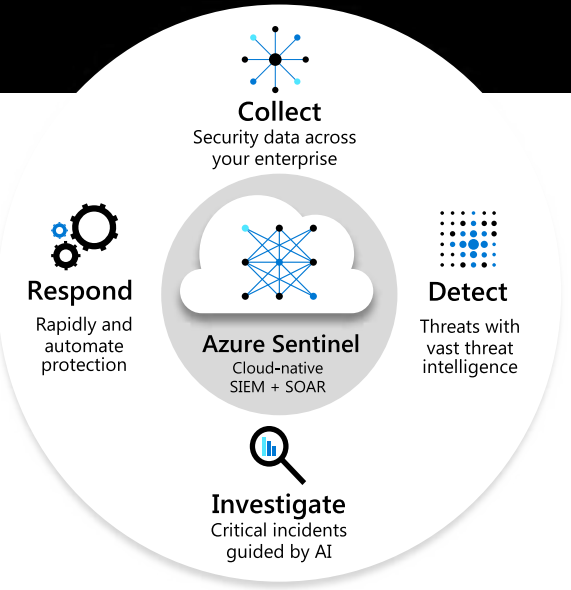 Collect
Security data across
your enterprise
Respond
Rapidly and
automate
protection
Azure Sentinel
Cloud-native
SIEM + SOAR
Detect
Threats with
vast threat
intelligence
Investigate
Critical incidents
guided by AI